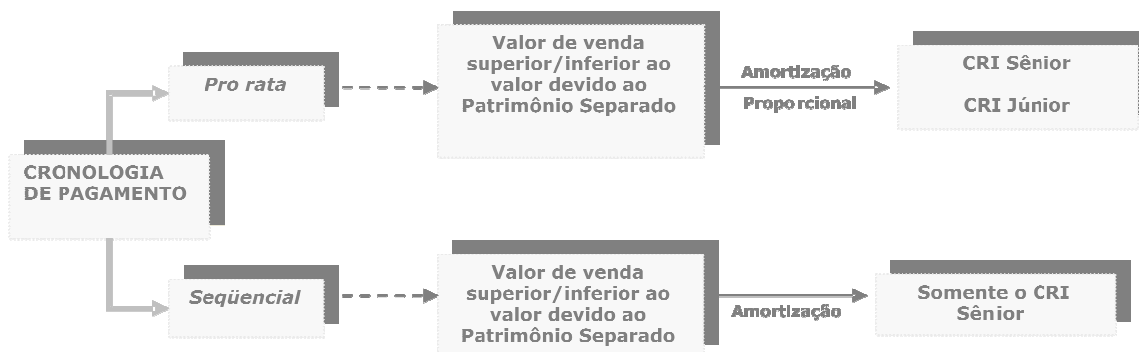 CRONOLOGIA
DE PAGAMENTO
Pro rata
Valor de venda
superior/inferior ao
valor devido ao
Patrimônio Separado
Amortização
Proporcional
CRI Sênior
CRI Júnior
Seqüencial
Valor de venda
superior/inferior ao
valor devido ao
Patrimônio Separado
Amortização
Somente o CRI
Sênior